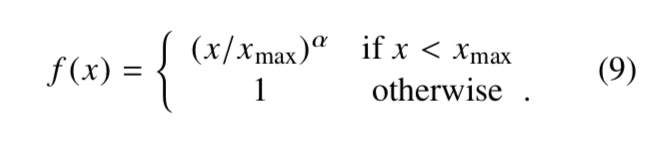 f(x) = { (x/x_max)^α if x < x_max
1 otherwise .
(9)